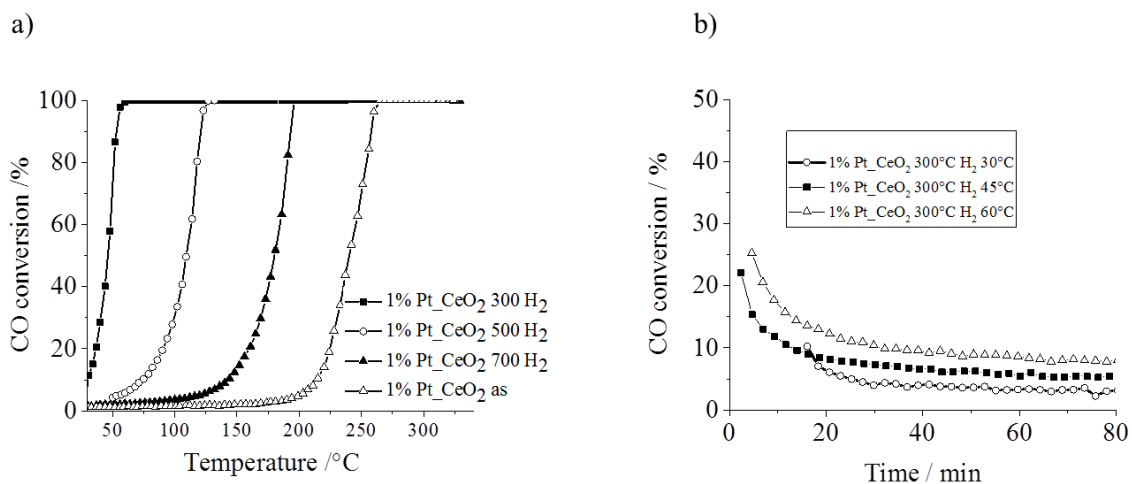 a)
CO conversion /%
100
80
60
40
20
0
1% Pt_CeO₂ 300 H₂
1% Pt_CeO₂ 500 H₂
1% Pt_CeO₂ 700 H₂
1% Pt_CeO₂ as
50 100 150 200 250 300
Temperature /°C
b)
CO conversion / %
50
40
30
20
10
0
1% Pt_CeO₂ 300°C H₂ 30°C
1% Pt_CeO₂ 300°C H₂ 45°C
1% Pt_CeO₂ 300°C H₂ 60°C
0 20 40 60 80
Time / min